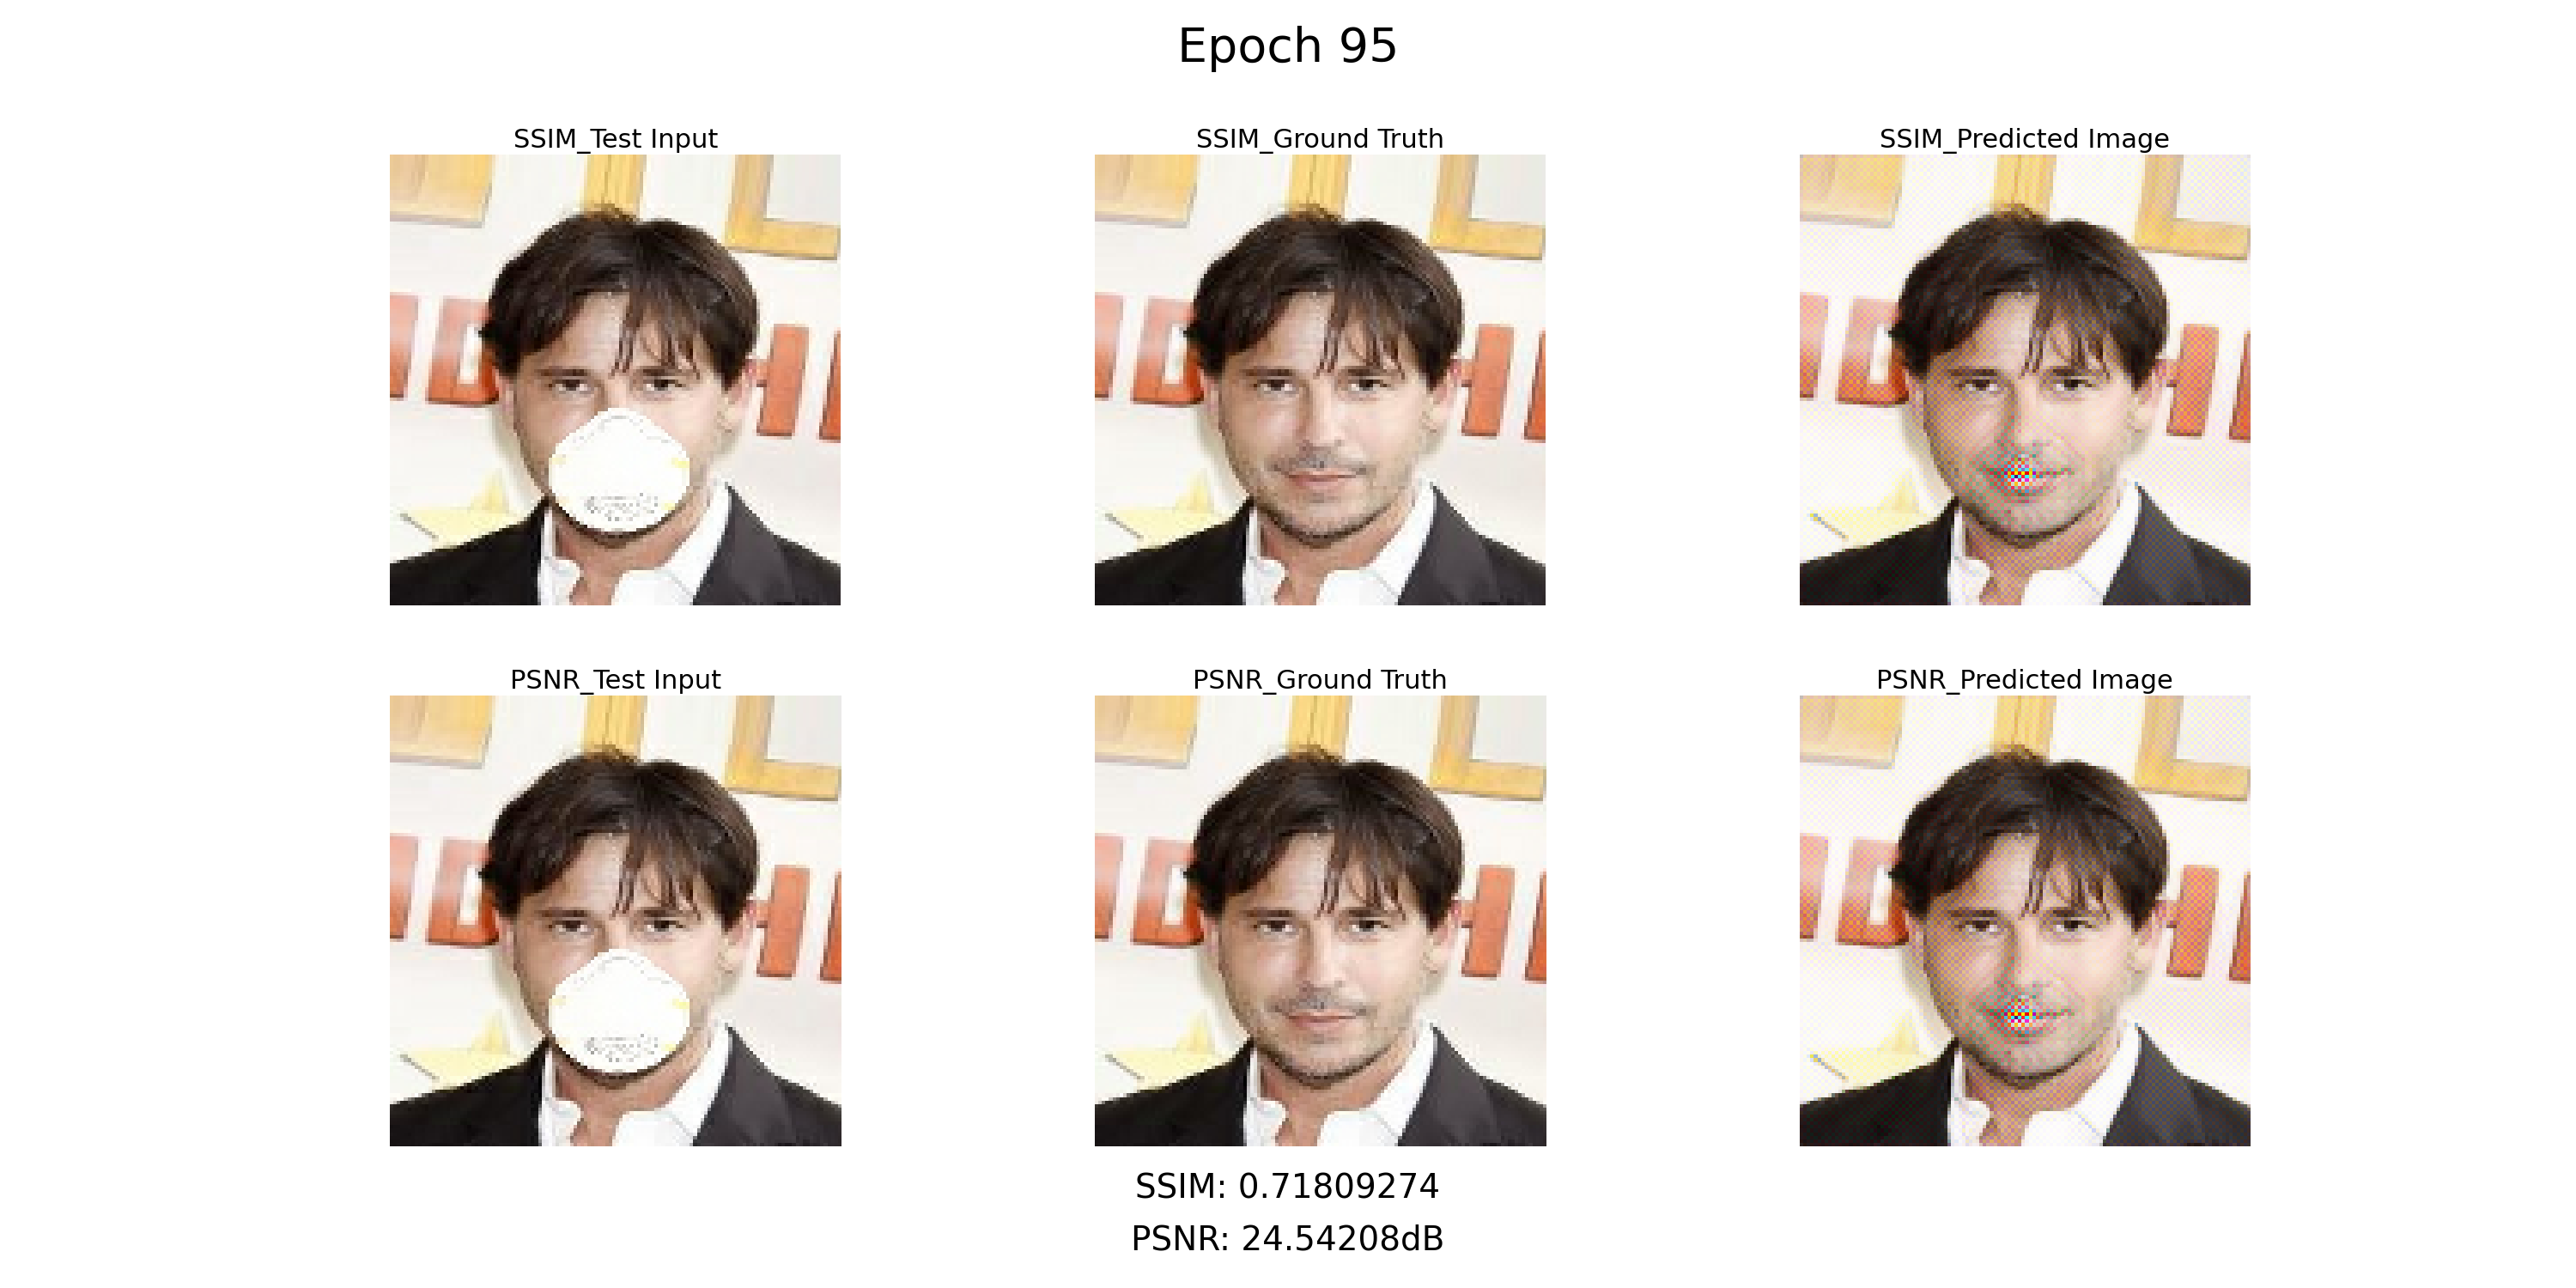 Epoch 95
SSIM_Test Input
SSIM_Ground Truth
SSIM_Predicted Image
PSNR_Test Input
PSNR_Ground Truth
PSNR_Predicted Image
SSIM: 0.71809274
PSNR: 24.54208dB